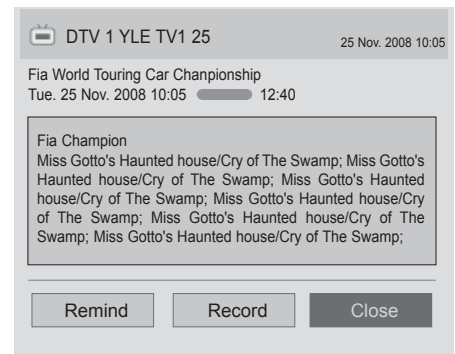 DTV 1 YLE TV1 25 25 Nov. 2008 10:05
Fia World Touring Car Chanpionship
Tue. 25 Nov. 2008 10:05 12:40
Fia Champion
Miss Gotto's Haunted house/Cry of The Swamp; Miss Gotto's
Haunted house/Cry of The Swamp; Miss Gotto's Haunted
house/Cry of The Swamp; Miss Gotto's Haunted house/Cry
of The Swamp; Miss Gotto's Haunted house/Cry of The
Swamp; Miss Gotto's Haunted house/Cry of The Swamp;
Remind Record Close